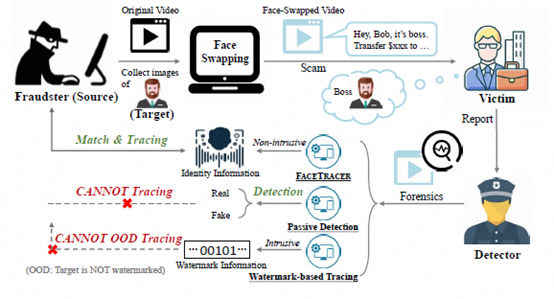 Original Video
Face-Swapped Video
Hey, Bob, it's boss.
Transfer $xxx to …
Face
Swapping
Collect images
of
Scam
Boss
Fraudster (Source)
(Target)
Victim
Report
Match & Tracing
Non-intrusive
Identity Information
FACETRACER
Forensics
CANNOT Tracing
Real
Fake
Detection
Passive Detection
CANNOT OOD Tracing
···00101···
Intrusive
Detector
(OOD: Target is NOT watermarked)
Watermark Information
Watermark-based Tracing